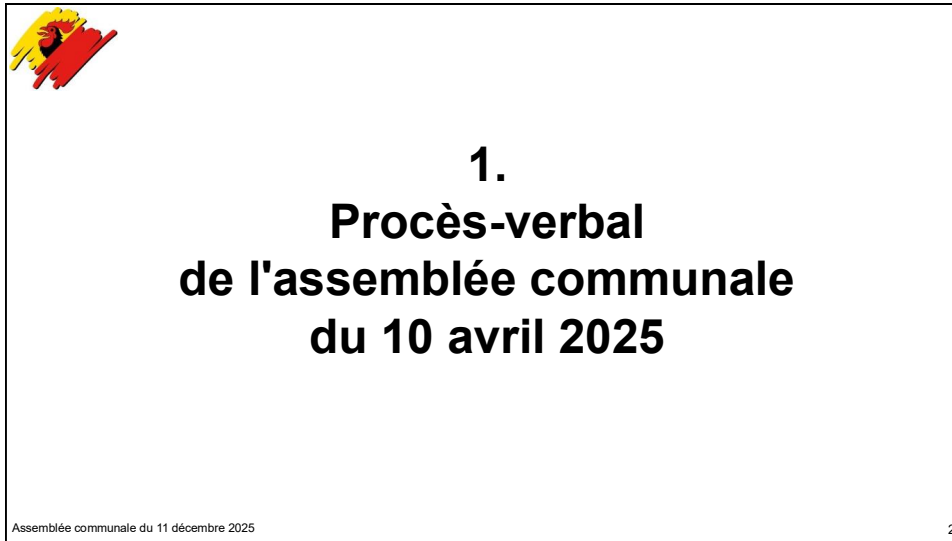 1.
Procès-verbal
de l'assemblée communale
du 10 avril 2025
Assemblée communale du 11 décembre 2025
2